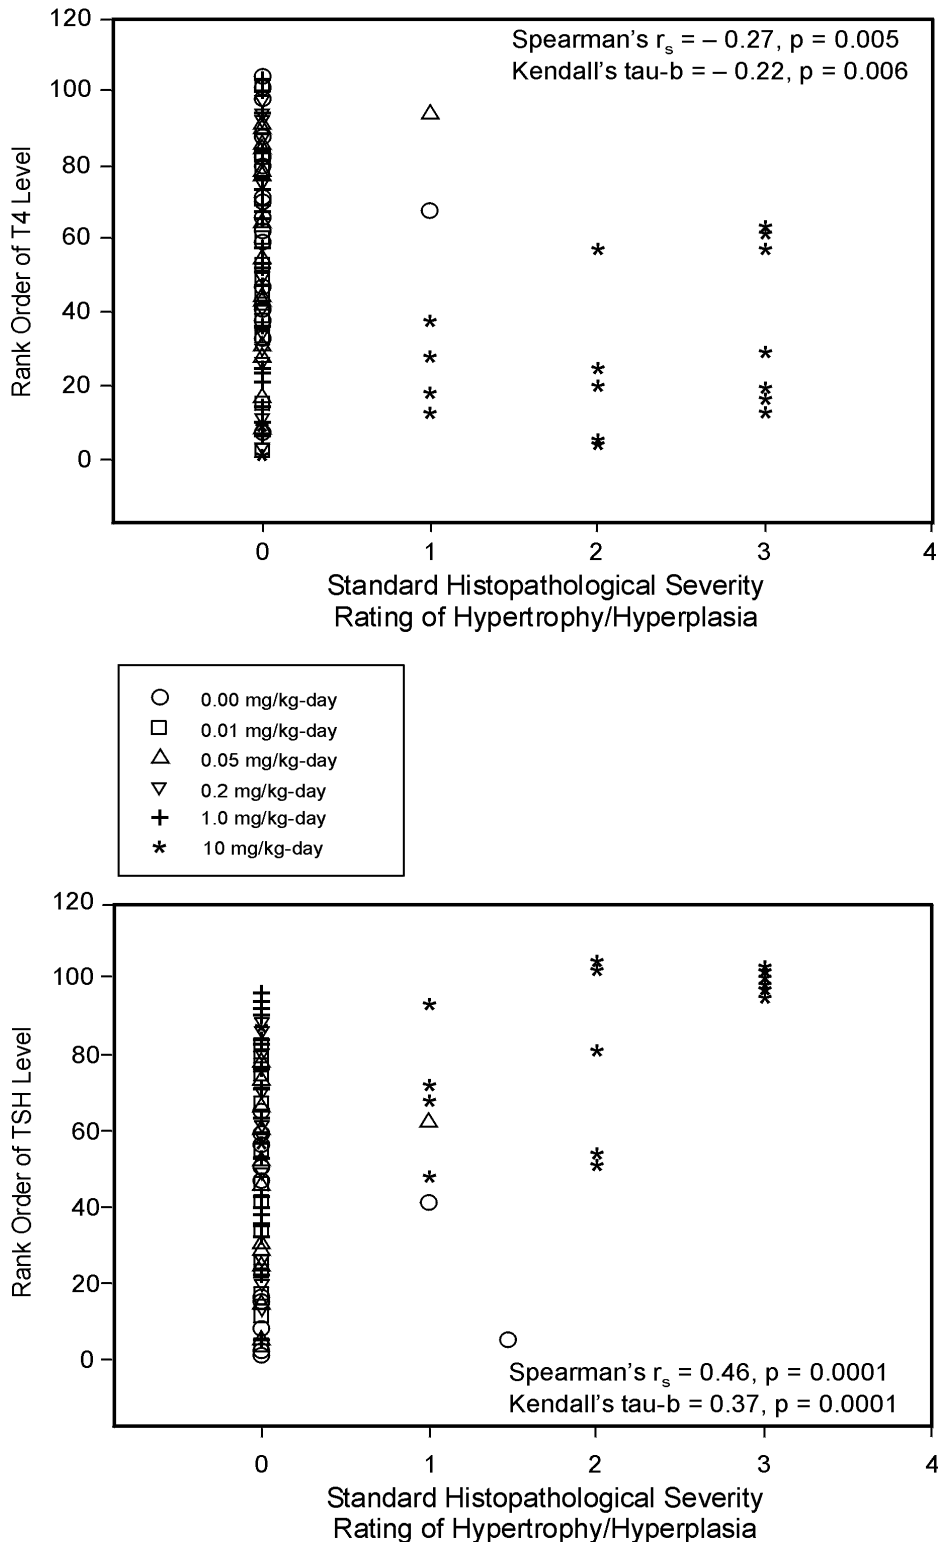 120
Spearman's rs = – 0.27, p = 0.005
Kendall's tau-b = – 0.22, p = 0.006
100
80
60
40
20
0
Rank Order of T4 Level
0 1 2 3 4
Standard Histopathological Severity
Rating of Hypertrophy/Hyperplasia
0.00 mg/kg-day
0.01 mg/kg-day
0.05 mg/kg-day
0.2 mg/kg-day
1.0 mg/kg-day
10 mg/kg-day
120
100
80
60
40
20
0
Rank Order of TSH Level
Spearman's rs = 0.46, p = 0.0001
Kendall's tau-b = 0.37, p = 0.0001
0 1 2 3 4
Standard Histopathological Severity
Rating of Hypertrophy/Hyperplasia